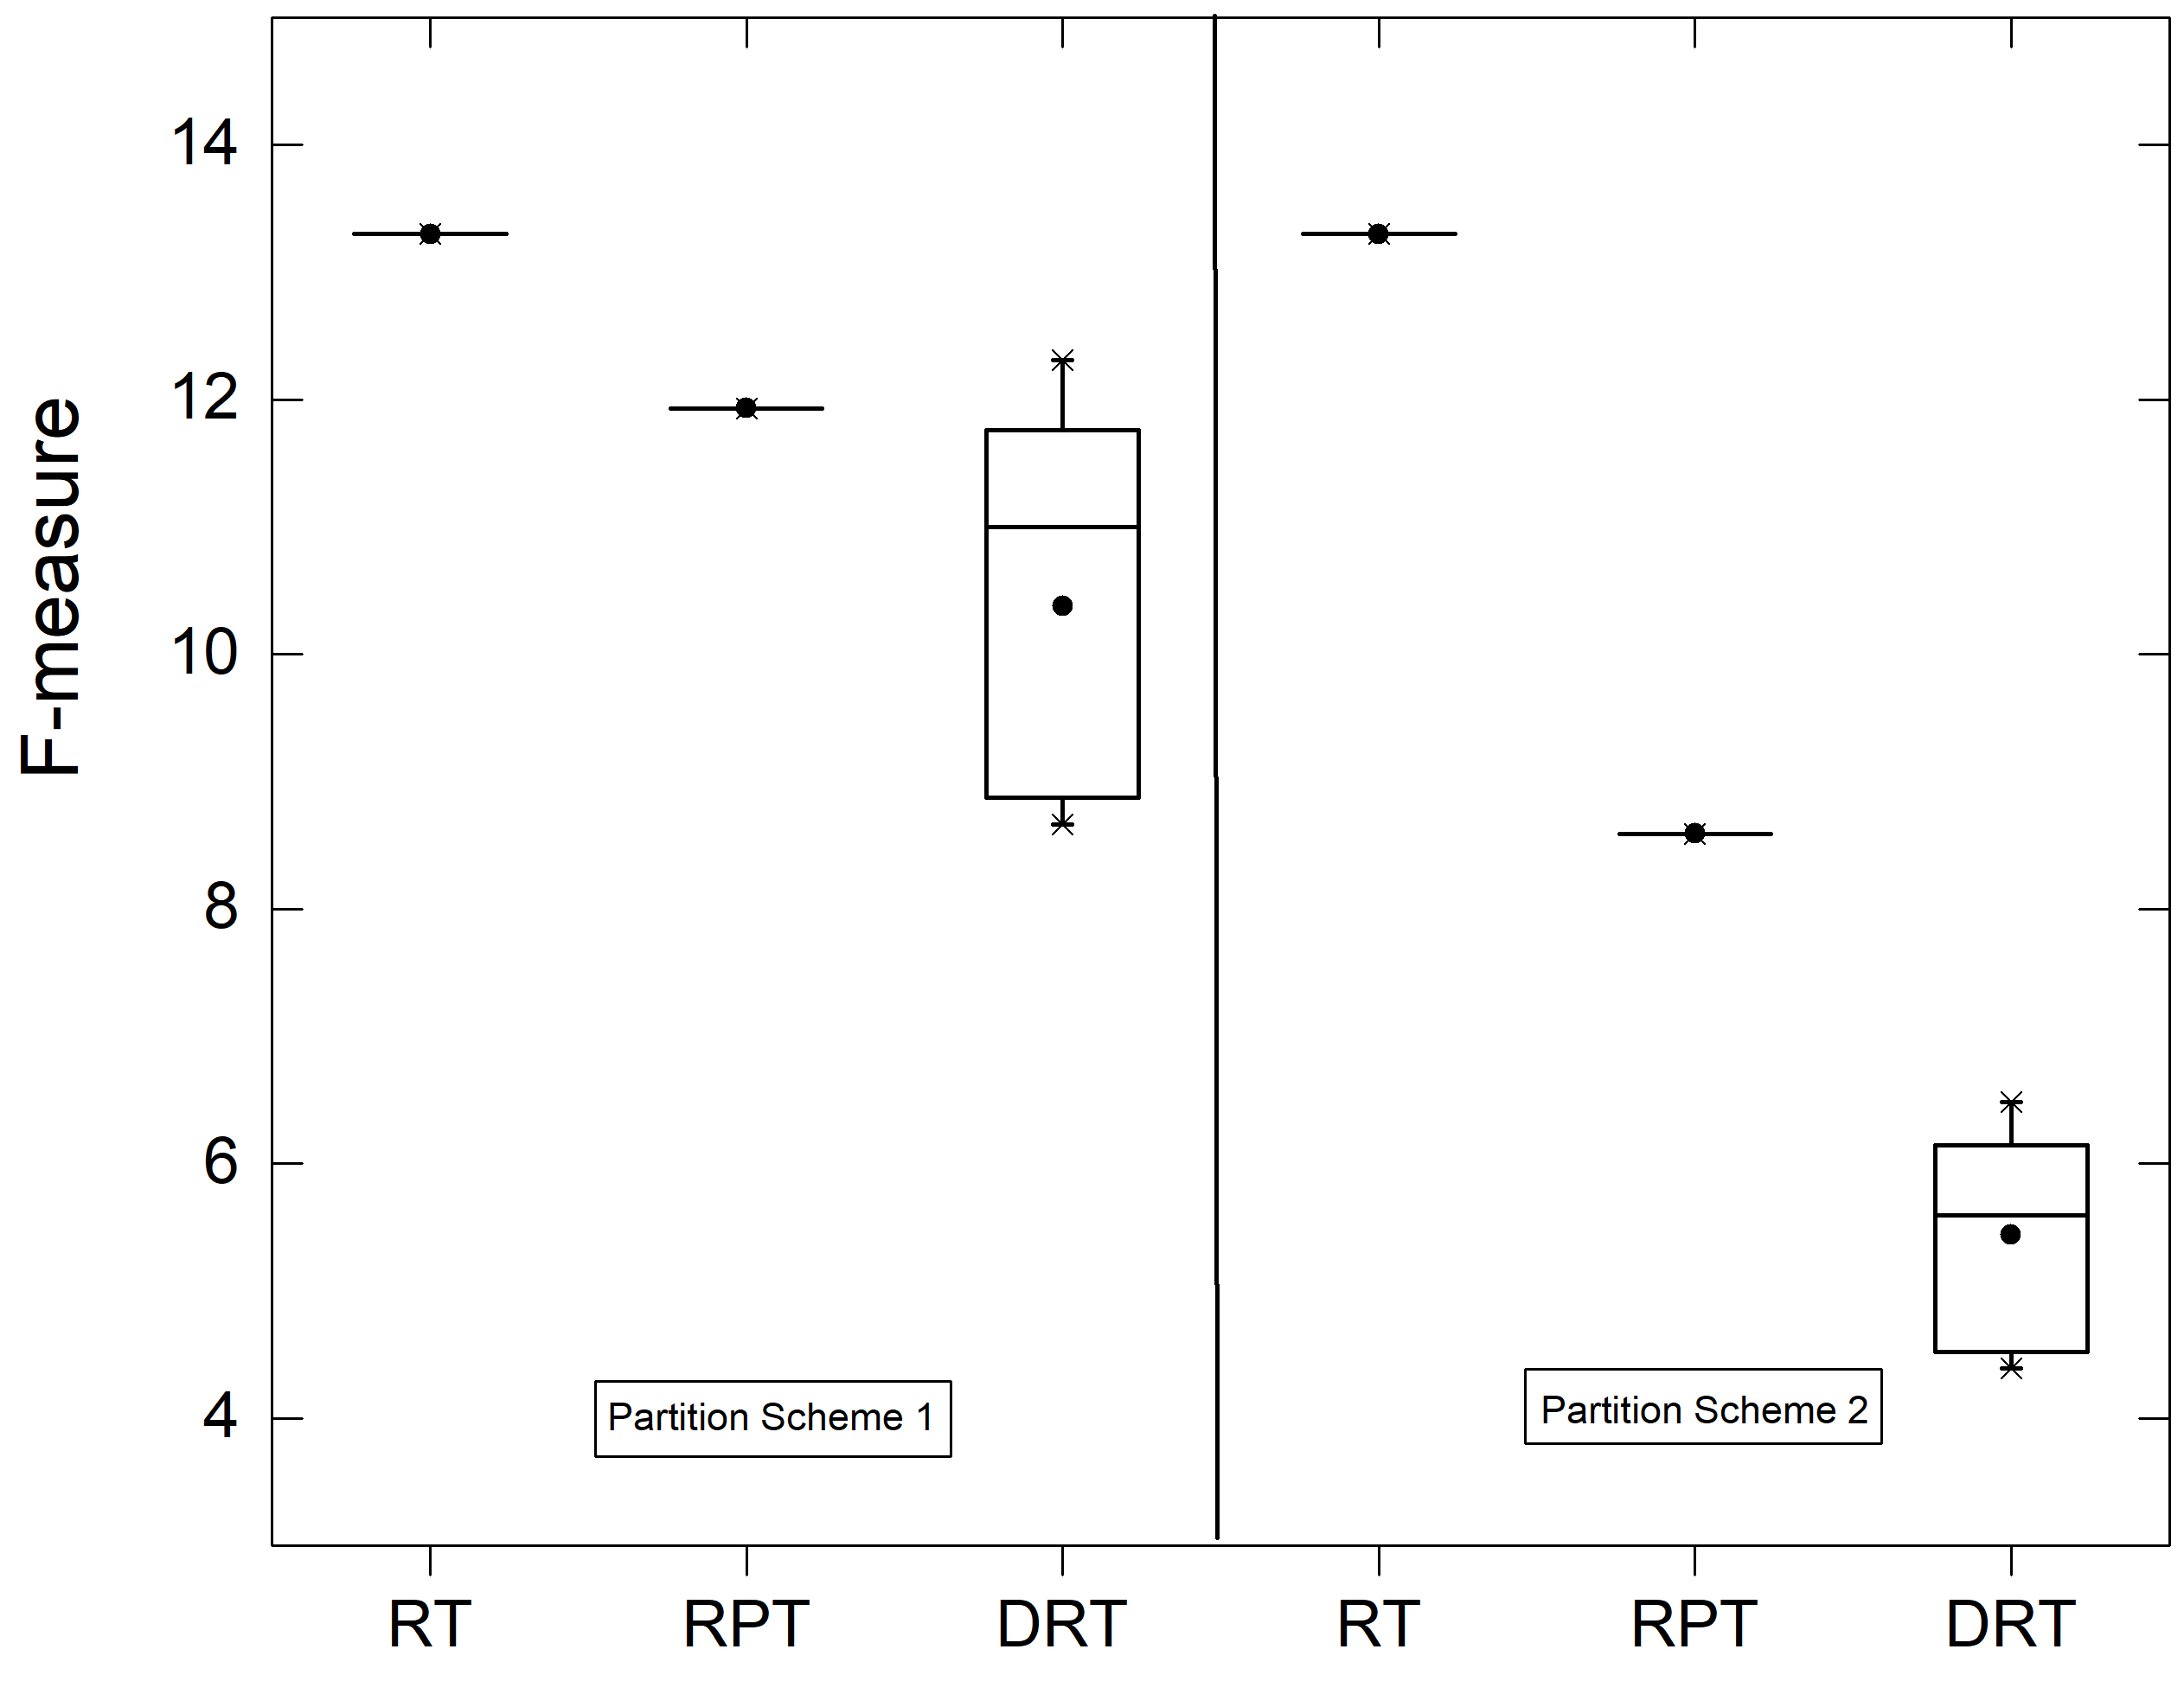 F-measure
14
12
10
8
6
4
Partition Scheme 1
Partition Scheme 2
RT RPT DRT RT RPT DRT